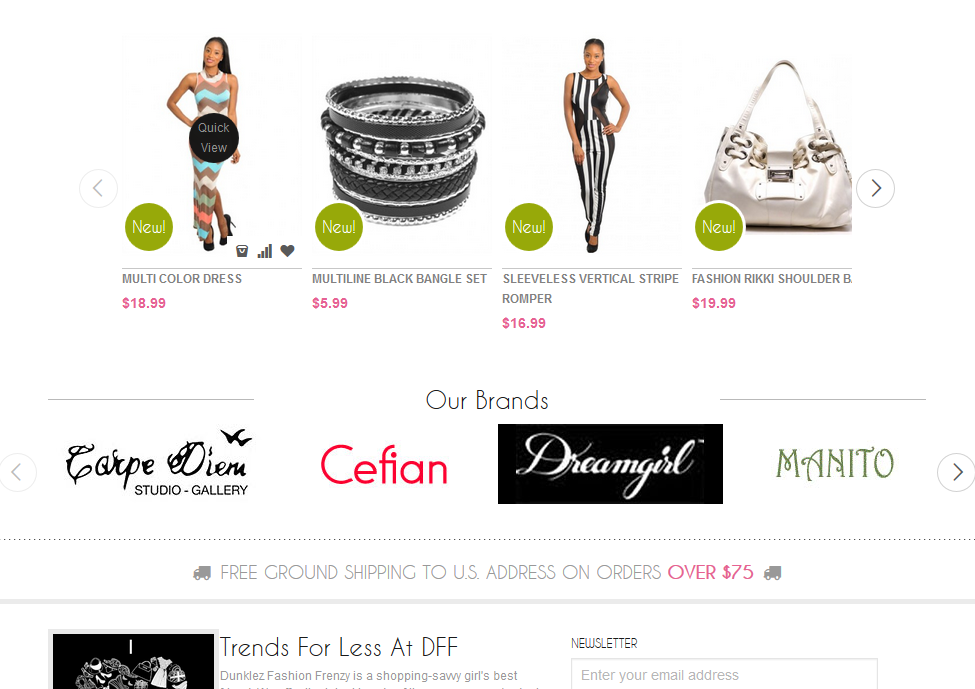 Quick
View
New!
New!
New!
New!
MULTI COLOR DRESS
$18.99
MULTILINE BLACK BANGLE SET
$5.99
SLEEVELESS VERTICAL STRIPE
ROMPER
$16.99
FASHION RIKKI SHOULDER
$19.99
Our Brands
Carpe Diem
STUDIO - GALLERY
Cefian
Dreamgirl
MANITO
FREE GROUND SHIPPING TO U.S. ADDRESS ON ORDERS OVER $75
Trends For Less At DFF
Dunklez Fashion Frenzy is a shopping-savvy girl's best
NEWSLETTER
Enter your email address